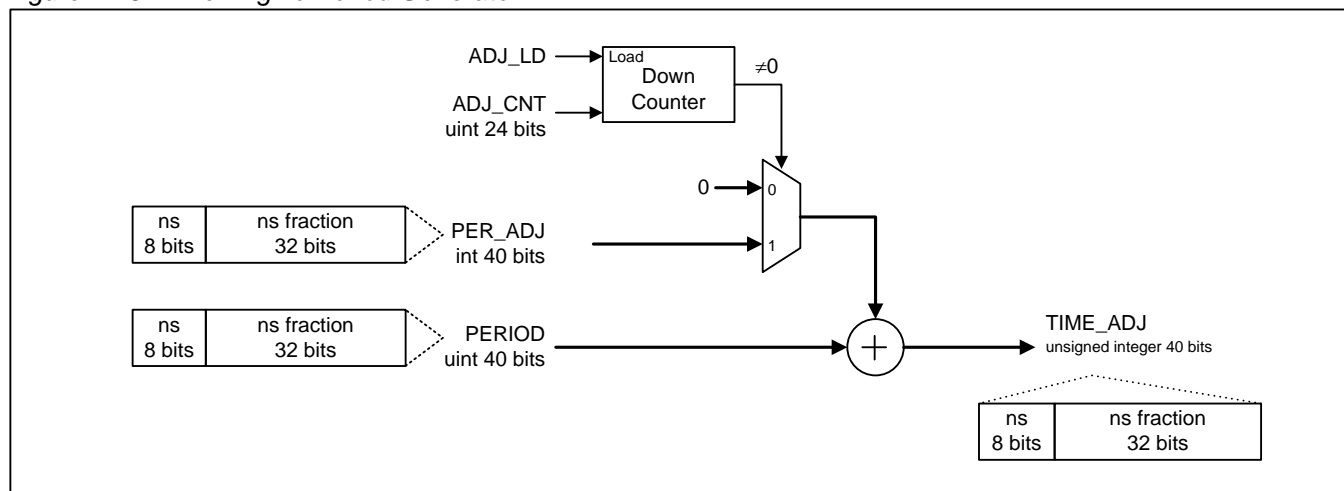 ADJ_LD
Load
Down
Counter
≠0
ADJ_CNT
uint 24 bits
0
0
1
ns
8 bits
ns fraction
32 bits
PER_ADJ
int 40 bits
ns
8 bits
ns fraction
32 bits
PERIOD
uint 40 bits
+
TIME_ADJ
unsigned integer 40 bits
ns
8 bits
ns fraction
32 bits